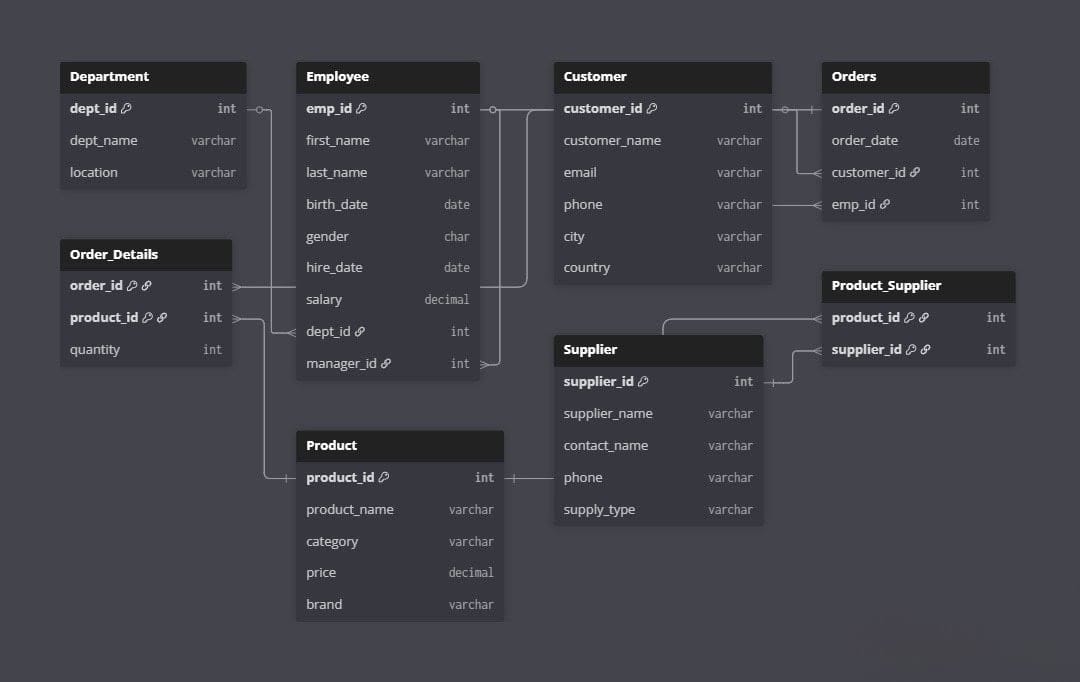 Department
dept_id int
dept_name varchar
location varchar
Employee
emp_id int
first_name varchar
last_name varchar
birth_date date
gender char
hire_date date
salary decimal
dept_id int
manager_id int
Customer
customer_id int
customer_name varchar
email varchar
phone varchar
city varchar
country varchar
Orders
order_id int
order_date date
customer_id int
emp_id int
Order_Details
order_id int
product_id int
quantity int
Product_Supplier
product_id int
supplier_id int
Supplier
supplier_id int
supplier_name varchar
contact_name varchar
phone varchar
supply_type varchar
Product
product_id int
product_name varchar
category varchar
price decimal
brand varchar